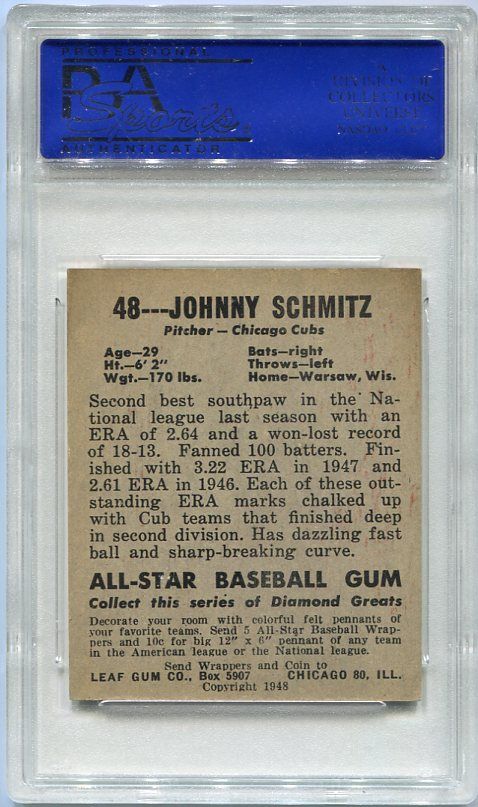 PROFESSIONAL
PSA
Sports
AUTHENTICATOR
A
DIVISION OF
COLLECTORS
UNIVERSE
48---JOHNNY SCHMITZ
Pitcher — Chicago Cubs
Age—29 Bats—right
Ht.—6' 2" Throws—left
Wgt.—170 lbs. Home—Warsaw, Wis.
Second best southpaw in the Na-
tional league last season with an
ERA of 2.64 and a won-lost record
of 18-13. Fanned 100 batters. Fin-
ished with 3.22 ERA in 1947 and
2.61 ERA in 1946. Each of these out-
standing ERA marks chalked up
with Cub teams that finished deep
in second division. Has dazzling fast
ball and sharp-breaking curve.
ALL-STAR BASEBALL GUM
Collect this series of Diamond Greats
Decorate your room with colorful felt pennants of
your favorite teams. Send 5 All-Star Baseball Wrap-
pers and 10c for big 12" x 6" pennant of any team
in the American league or the National league.
Send Wrappers and Coin to
LEAF GUM CO., Box 5907 CHICAGO 80, ILL.
Copyright 1948